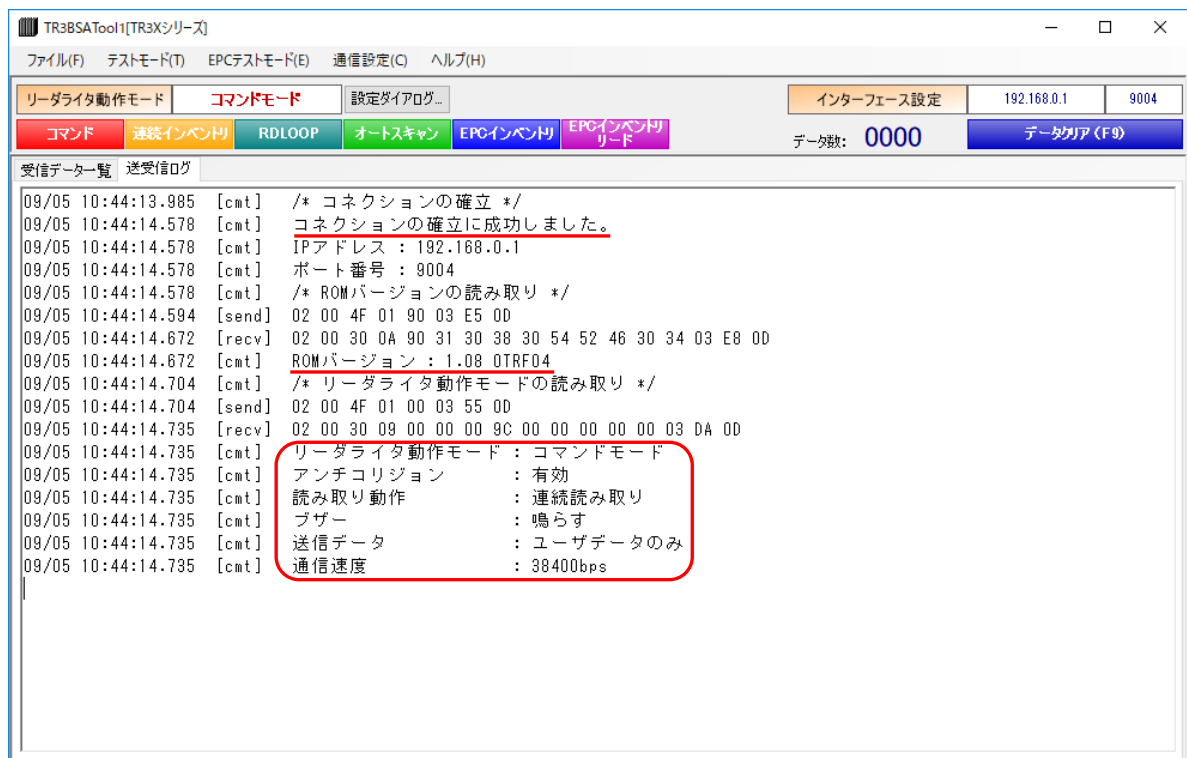 TR3BSATool1[TR3Xシリーズ]
ファイル(F) テストモード(T) EPCテストモード(E) 通信設定(C) ヘルプ(H)
リーダライタ動作モード コマンドモード 設定ダイアログ... インターフェース設定 192.168.0.1 9004
コマンド 連続インベントリ RDLOOP オートスキャン EPCインベントリ EPCインベントリリード データ数: 0000 データクリア(F9)
受信データ一覧 送受信ログ
09/05 10:44:13.985 [cmt] /* コネクションの確立 */
09/05 10:44:14.578 [cmt] コネクションの確立に成功しました。
09/05 10:44:14.578 [cmt] IPアドレス : 192.168.0.1
09/05 10:44:14.578 [cmt] ポート番号 : 9004
09/05 10:44:14.578 [cmt] /* ROMバージョンの読み取り */
09/05 10:44:14.594 [send] 02 00 4F 01 90 03 E5 0D
09/05 10:44:14.672 [recv] 02 00 30 0A 90 31 30 38 30 54 52 46 30 34 03 E8 0D
09/05 10:44:14.672 [cmt] ROMバージョン : 1.08 0TRF04
09/05 10:44:14.704 [cmt] /* リーダライタ動作モードの読み取り */
09/05 10:44:14.704 [send] 02 00 4F 01 00 03 55 0D
09/05 10:44:14.735 [recv] 02 00 30 09 00 00 00 9C 00 00 00 00 00 03 DA 0D
09/05 10:44:14.735 [cmt] リーダライタ動作モード : コマンドモード
09/05 10:44:14.735 [cmt] アンチコリジョン : 有効
09/05 10:44:14.735 [cmt] 読み取り動作 : 連続読み取り
09/05 10:44:14.735 [cmt] ブザー : 鳴らす
09/05 10:44:14.735 [cmt] 送信データ : ユーザデータのみ
09/05 10:44:14.735 [cmt] 通信速度 : 38400bps